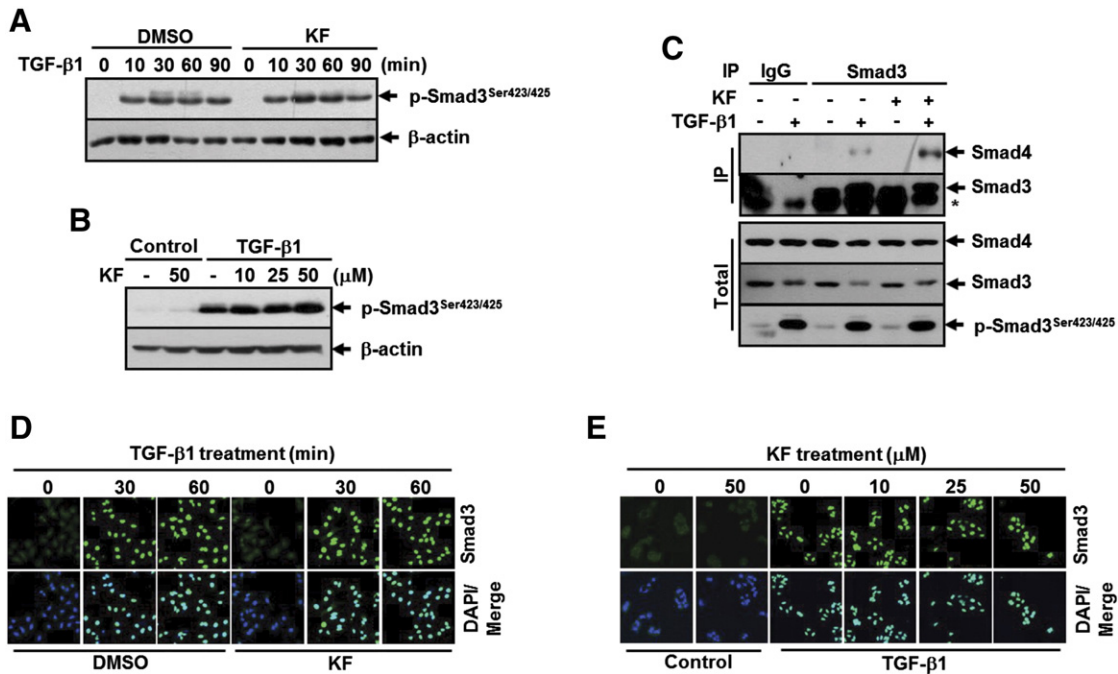 A
DMSO KF
TGF-β1 0 10 30 60 90 0 10 30 60 90 (min)
p-Smad3Ser423/425
β-actin
B
Control TGF-β1
KF - 50 - 10 25 50 (μM)
p-Smad3Ser423/425
β-actin
C
IP IgG Smad3
KF - - - - + +
TGF-β1 - + - + - +
IP
Smad4
Smad3
*
Total
Smad4
Smad3
p-Smad3Ser423/425
D
TGF-β1 treatment (min)
0 30 60 0 30 60
Smad3
DAPI/
Merge
DMSO KF
E
KF treatment (μM)
0 50 0 10 25 50
Smad3
DAPI/
Merge
Control TGF-β1